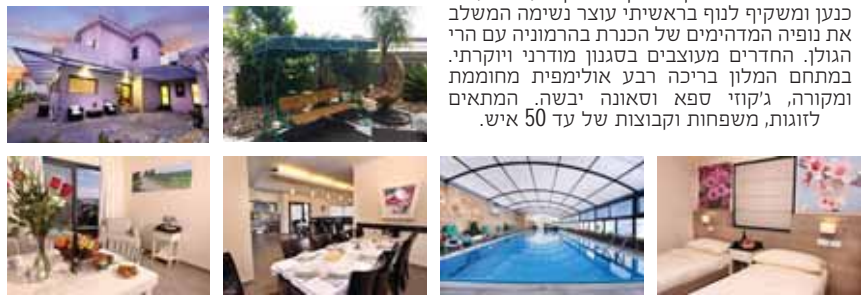 כנען ומשקיף לנוף בראשיתי עוצר נשימה המשלב
את נופיה המדהימים של הכנרת בהרמוניה עם הרי
הגולן. החדרים מעוצבים בסגנון מודרני ויוקרתי.
במתחם המלון בריכה רבע אולימפית מחוממת
ומקורה, ג'קוזי ספא וסאונה יבשה. המתאים
לזוגות, משפחות וקבוצות של עד 50 איש.